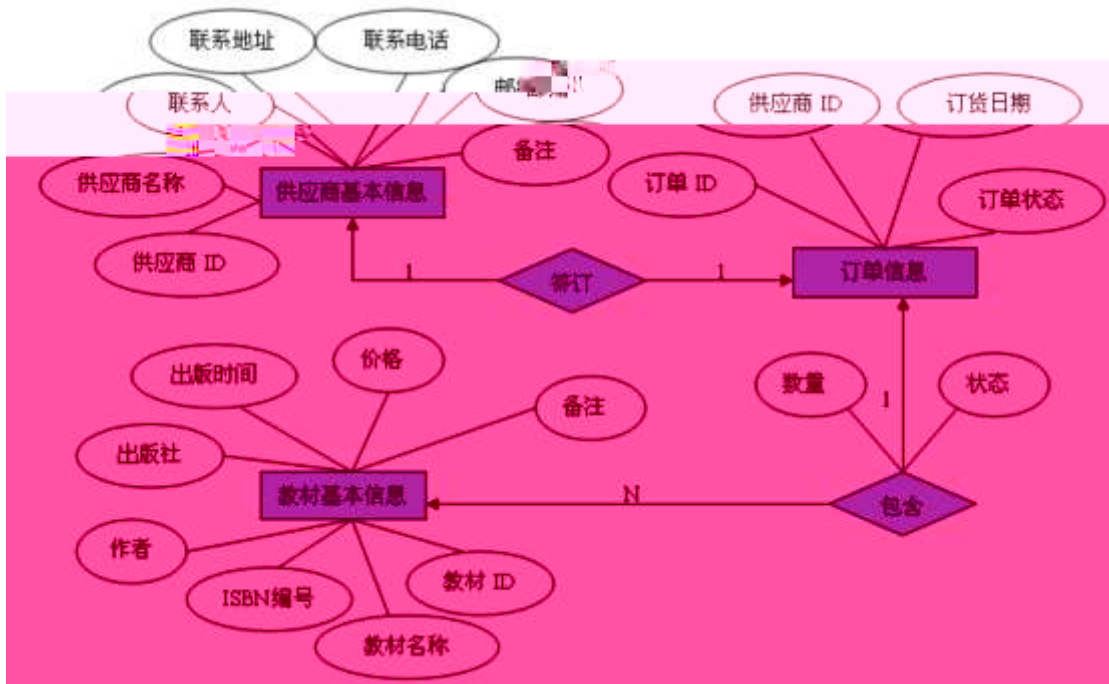 联系地址
联系电话
联系人
供应商 ID
订货日期
备注
供应商名称
供应商基本信息
订单 ID
订单状态
供应商 ID
1
签订
1
订单信息
出版时间
价格
备注
数量
状态
1
出版社
教材基本信息
N
包含
作者
ISBN编号
教材 ID
教材名称